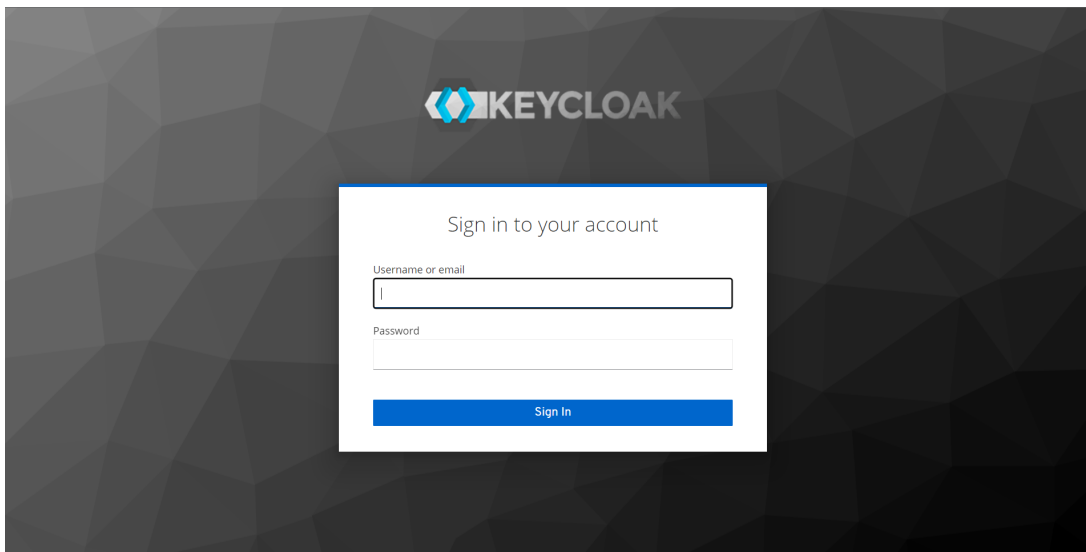 KEYCLOAK
Sign in to your account
Username or email
Password
Sign In